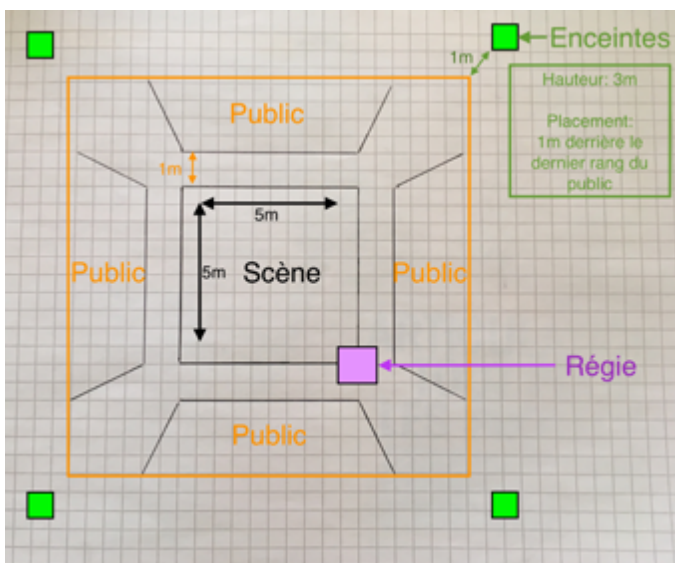 Enceintes
1m
Hauteur: 3m
Placement:
1m derrière le
dernier rang du
public
Public
1m
5m
Public
5m
Scène
Public
Régie
Public